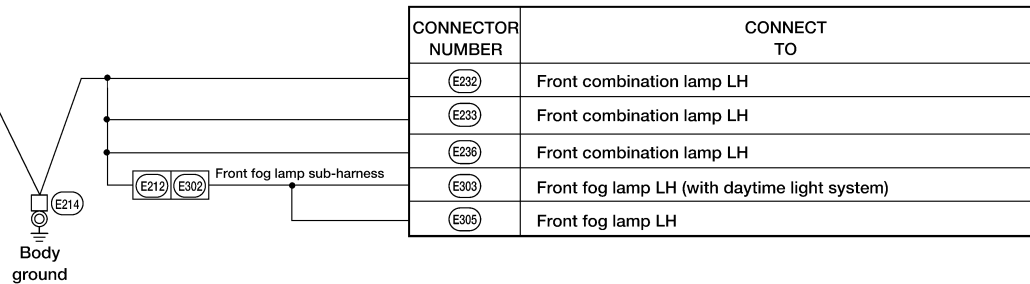 CONNECTOR NUMBER
CONNECT TO
E232 Front combination lamp LH
E233 Front combination lamp LH
E236 Front combination lamp LH
E212 E302 Front fog lamp sub-harness
E303 Front fog lamp LH (with daytime light system)
E305 Front fog lamp LH
E214
Body
ground